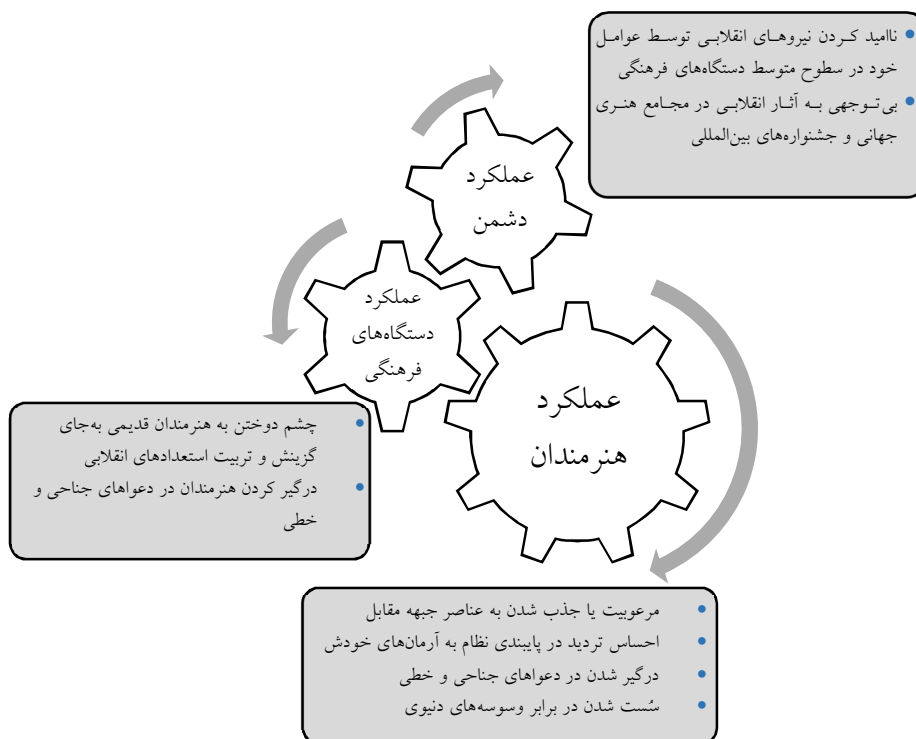 • ناامید کردن نیروهای انقلابی توسط عوامل
خود در سطوح متوسط دستگاه‌های فرهنگی
• بی‌توجهی به آثار انقلابی در مجامع هنری
جهانی و جشنواره‌های بین‌المللی
عملکرد
دشمن
عملکرد
دستگاه‌های
فرهنگی
عملکرد
هنرمندان
• چشم دوختن به هنرمندان قدیمی به‌جای
گزینش و تربیت استعدادهای انقلابی
• درگیر کردن هنرمندان در دعواهای جناحی و
خطی
• مرعوبیت یا جذب شدن به عناصر جبهه مقابل
• احساس تردید در پایبندی نظام به آرمان‌های خودش
• درگیر شدن در دعواهای جناحی و خطی
• سُست شدن در برابر وسوسه‌های دنیوی